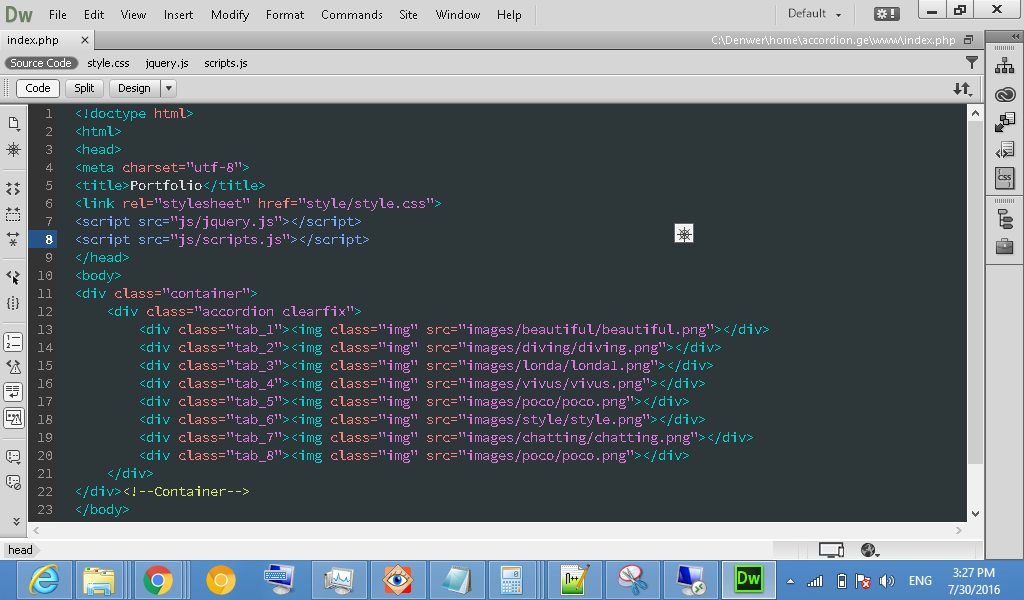 Dw File Edit View Insert Modify Format Commands Site Window Help Default
index.php × C:\Denwer\home\accordion.ge\www\index.php
Source Code style.css jquery.js scripts.js
Code Split Design
1 <!doctype html>
2 <html>
3 <head>
4 <meta charset="utf-8">
5 <title>Portfolio</title>
6 <link rel="stylesheet" href="style/style.css">
7 <script src="js/jquery.js"></script>
8 <script src="js/scripts.js"></script>
9 </head>
10 <body>
11 <div class="container">
12 <div class="accordion clearfix">
13 <div class="tab_1"><img class="img" src="images/beautiful/beautiful.png"></div>
14 <div class="tab_2"><img class="img" src="images/diving/diving.png"></div>
15 <div class="tab_3"><img class="img" src="images/londa/londa1.png"></div>
16 <div class="tab_4"><img class="img" src="images/vivus/vivus.png"></div>
17 <div class="tab_5"><img class="img" src="images/poco/poco.png"></div>
18 <div class="tab_6"><img class="img" src="images/style/style.png"></div>
19 <div class="tab_7"><img class="img" src="images/chatting/chatting.png"></div>
20 <div class="tab_8"><img class="img" src="images/poco/poco.png"></div>
21 </div>
22 </div><!--Container-->
23 </body>
head
Dw ENG 3:27 PM
7/30/2016